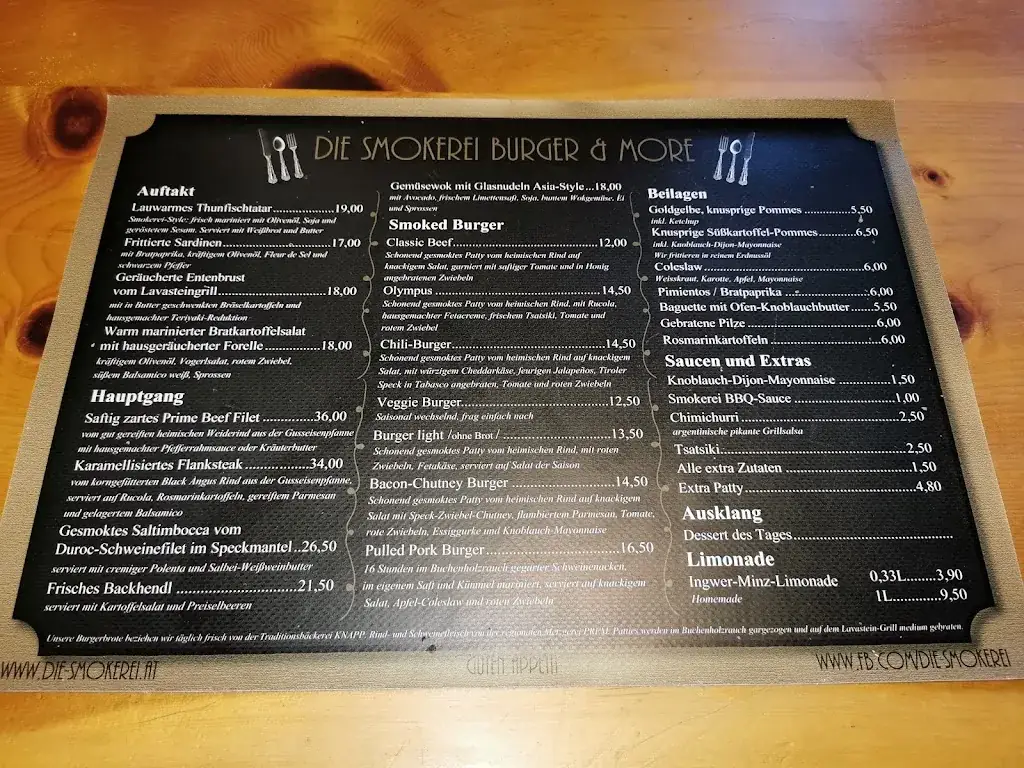 DIE SMOKEREI BURGER & MORE
Auftakt
Lauwarmes Thunfischtatar......................19,00
Smokerei-Style: frisch mariniert mit Olivenöl, Soja und
geröstetem Sesam. Serviert mit Weißbrot und Butter
Frittierte Sardinen..........................17,00
mit Bratpaprika, kräftigem Olivenöl, Fleur de Sel und
schwarzem Pfeffer
Geräucherte Entenbrust
vom Lavasteingrill...........................18,00
mit in Butter geschwenkten Bröselkartoffeln und
hausgemachter Teriyaki-Reduktion
Warm marinierter Bratkartoffelsalat
mit hausgeräucherter Forelle .............18,00
kräftigem Olivenöl, Vogerlsalat, roten Zwiebel,
süßem Balsamico weiß, Sprossen
Hauptgang
Saftig zartes Prime Beef Filet .............36,00
vom gut gereiften heimischen Weiderind aus der Gusseisenpfanne
mit hausgemachter Pfefferrahmsauce oder Kräuterbutter
Karamellisiertes Flanksteak ................34,00
vom korngefütterten Black Angus Rind aus der Gusseisenpfanne,
serviert auf Rucola, Rosmarinkartoffeln, gereiftem Parmesan
und gelagertem Balsamico
Gesmoktes Saltimbocca vom
Duroc-Schweinefilet im Speckmantel..26,50
serviert mit cremiger Polenta und Salbei-Weißweinbutter
Frisches Backhendl ...........................21,50
serviert mit Kartoffelsalat und Preiselbeeren
Gemüsewok mit Glasnudeln Asia-Style...18,00
mit Avocado, frischem Limettensaft, Soja, buntem Wokgemüse, Ei
und Sprossen
Smoked Burger
Classic Beef...................................12,00
Schonend gesmoktes Patty vom heimischen Rind auf
knackigem Salat, garniert mit saftiger Tomate und in Honig
angebratenen Zwiebeln
Olympus .......................................14,50
Schonend gesmoktes Patty vom heimischen Rind, mit Rucola,
hausgemachter Fetacreme, frischem Tsatsiki, Tomate und
rotem Zwiebel
Chili-Burger....................................14,50
Schonend gesmoktes Patty vom heimischen Rind auf knackigem
Salat, mit würzigem Cheddarkäse, feurigen Jalapeños, Tiroler
Speck in Tabasco angebraten, Tomate und roten Zwiebeln
Veggie Burger..................................12,50
Saisonal wechselnd, frag einfach nach
Burger light /ohne Brot / ......................13,50
Schonend gesmoktes Patty vom heimischen Rind, mit roten
Zwiebeln, Fetakäse, serviert auf Salat der Saison
Bacon-Chutney Burger .....................14,50
Schonend gesmoktes Patty vom heimischen Rind auf knackigem
Salat mit Speck-Zwiebel-Chutney, flambiertem Parmesan, Tomate,
rote Zwiebeln, Essiggurke und Knoblauch-Mayonnaise
Pulled Pork Burger..........................16,50
16 Stunden im Buchenholzrauch gegarter Schweinenacken,
im eigenem Saft und Kümmel mariniert, serviert auf knackigem
Salat, Apfel-Coleslaw und roten Zwiebeln
Beilagen
Goldgelbe, knusprige Pommes ............5,50
inkl. Ketchup
Knusprige Süßkartoffel-Pommes.........6,50
inkl. Knoblauch-Dijon-Mayonnaise
Wir frittieren in reinem Erdnussöl
Coleslaw ......................................6,00
Weisskraut, Karotte, Apfel, Mayonnaise
Pimientos / Bratpaprika ....................6,00
Baguette mit Ofen-Knoblauchbutter......5,50
Gebratene Pilze ..............................6,00
Rosmarinkartoffeln ..........................6,00
Saucen und Extras
Knoblauch-Dijon-Mayonnaise .............1,50
Smokerei BBQ-Sauce ........................1,00
Chimichurri ...................................2,50
argentinische pikante Grillsalsa
Tsatsiki.........................................2,50
Alle extra Zutaten ............................1,50
Extra Patty.....................................4,80
Ausklang
Dessert des Tages.....................................
Limonade
Ingwer-Minz-Limonade 0,33L........3,90
Homemade 1L...........9,50
Unsere Burgerbrote beziehen wir täglich frisch von der Traditionsbäckerei KNAPP. Rind- und Schweinefleisch von der regionalen Metzgerei Patties werden im Buchenholzrauch gargezogen und auf dem Lavastein-Grill medium gebraten.
WWW.DIE-SMOKEREI.AT
GUTEN APPETIT
WWW.FB.COM/DIE-SMOKEREI